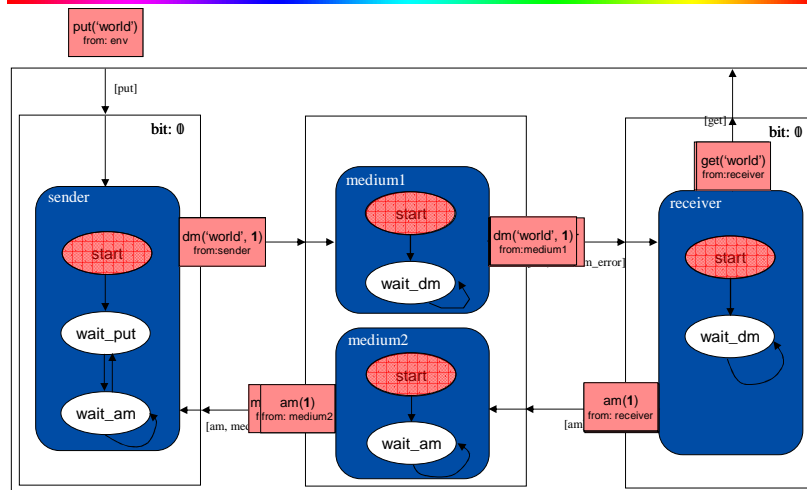 put(‘world’)
from: env
[put]
[get]
bit: 0
bit: 0
get(‘world’)
from:receiver
sender
medium1
receiver
start
start
start
dm(‘world’, 1)
from:sender
dm(‘world’, 1)
from:medium1
m_error]
wait_dm
wait_put
wait_dm
medium2
start
m
f
am(1)
from: medium2
am(1)
from: receiver
wait_am
wait_am
[am, med
[am